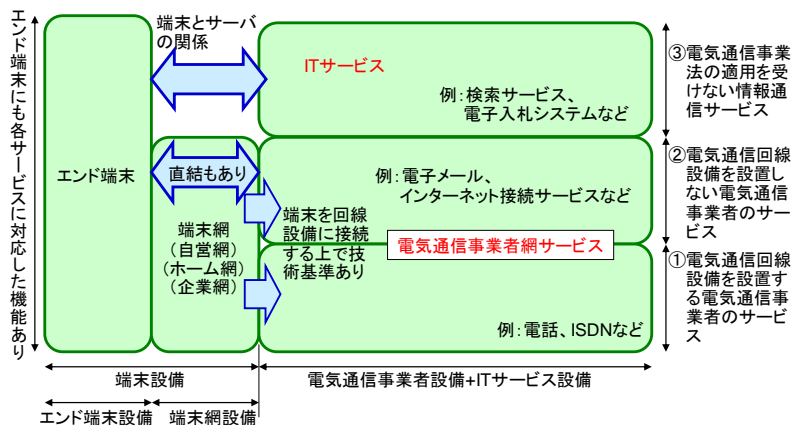 エンド端末にも各サービスに対応した機能あり
端末とサーバ
の関係
ITサービス
例：検索サービス、
電子入札システムなど
③電気通信事業
法の適用を
受けない情報通
信サービス
エンド端末
直結もあり
例：電子メール、
インターネット接続サービスなど
②電気通信回線
設備を設置し
ない電気通信
事業者のサー
ビス
端末網
（自営網）
（ホーム網）
（企業網）
端末を回線
設備に接続
する上で技
術基準あり
電気通信事業者網サービス
①電気通信回線
設備を設置す
る電気通信事
業者のサービ
ス
例：電話、ISDNなど
端末設備
電気通信事業者設備+ITサービス設備
エンド端末設備
端末網設備